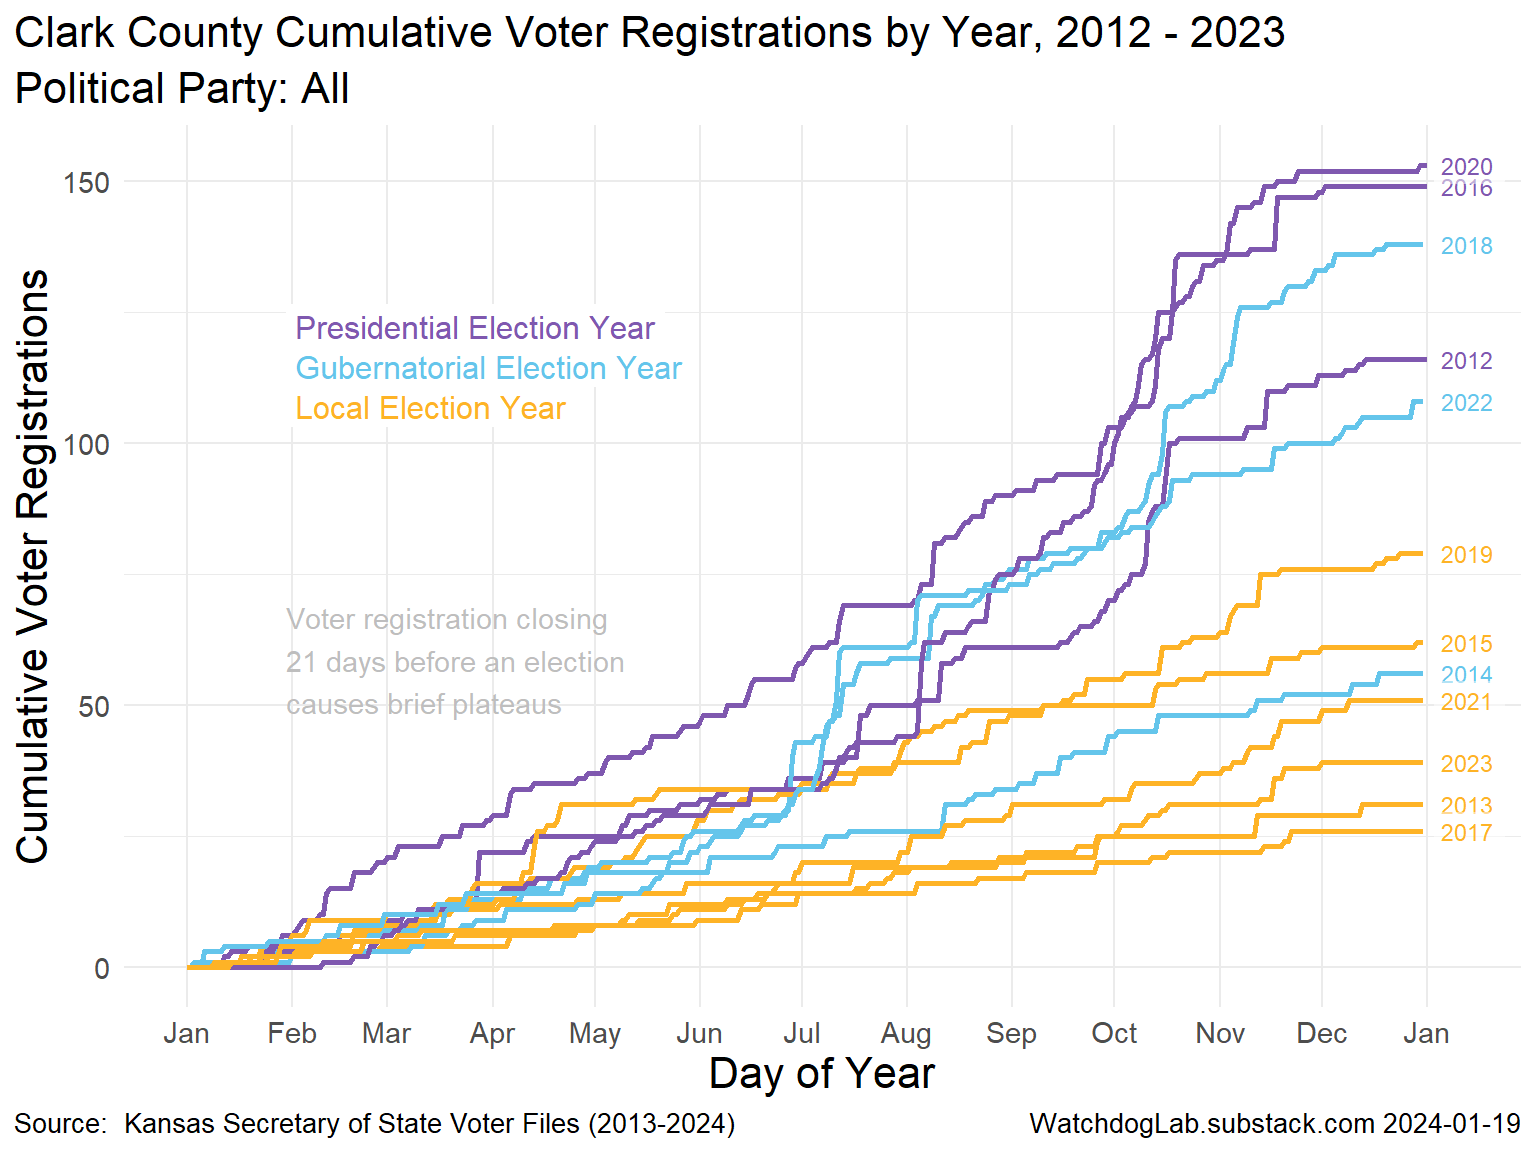 Clark County Cumulative Voter Registrations by Year, 2012 - 2023
Political Party: All
Cumulative Voter Registrations
150
100
50
0
Presidential Election Year
Gubernatorial Election Year
Local Election Year
Voter registration closing
21 days before an election
causes brief plateaus
2020
2016
2018
2012
2022
2019
2015
2014
2021
2023
2013
2017
Jan Feb Mar Apr May Jun Jul Aug Sep Oct Nov Dec Jan
Day of Year
Source:  Kansas Secretary of State Voter Files (2013-2024)
WatchdogLab.substack.com 2024-01-19